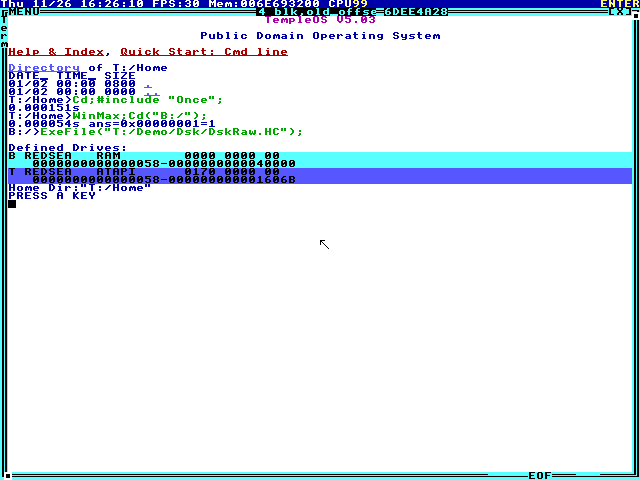 Thu 11/26 16:26:10 FPS:30 Mem:006E693200 CPU99 ENTER
MENU 4 blk.old_offse 6DEE4A28 [X]
Term
TempleOS V5.03
Public Domain Operating System
Help & Index, Quick Start: Cmd line
Directory of T:/Home
DATE_ TIME_ SIZE
01/02 00:00 0800 .
01/02 00:00 0000 ..
T:/Home>Cd;#include "Once";
0.000151s
T:/Home>WinMax;Cd("B:/");
0.000054s ans=0x00000001=1
B:/>ExeFile("T:/Demo/Dsk/DskRaw.HC");
Defined Drives:
B REDSEA RAM 0000 0000 00
0000000000000058-0000000000040000
T REDSEA ATAPI 0170 0000 00
0000000000000058-000000000001606B
Home Dir:"T:/Home"
PRESS A KEY
EOF